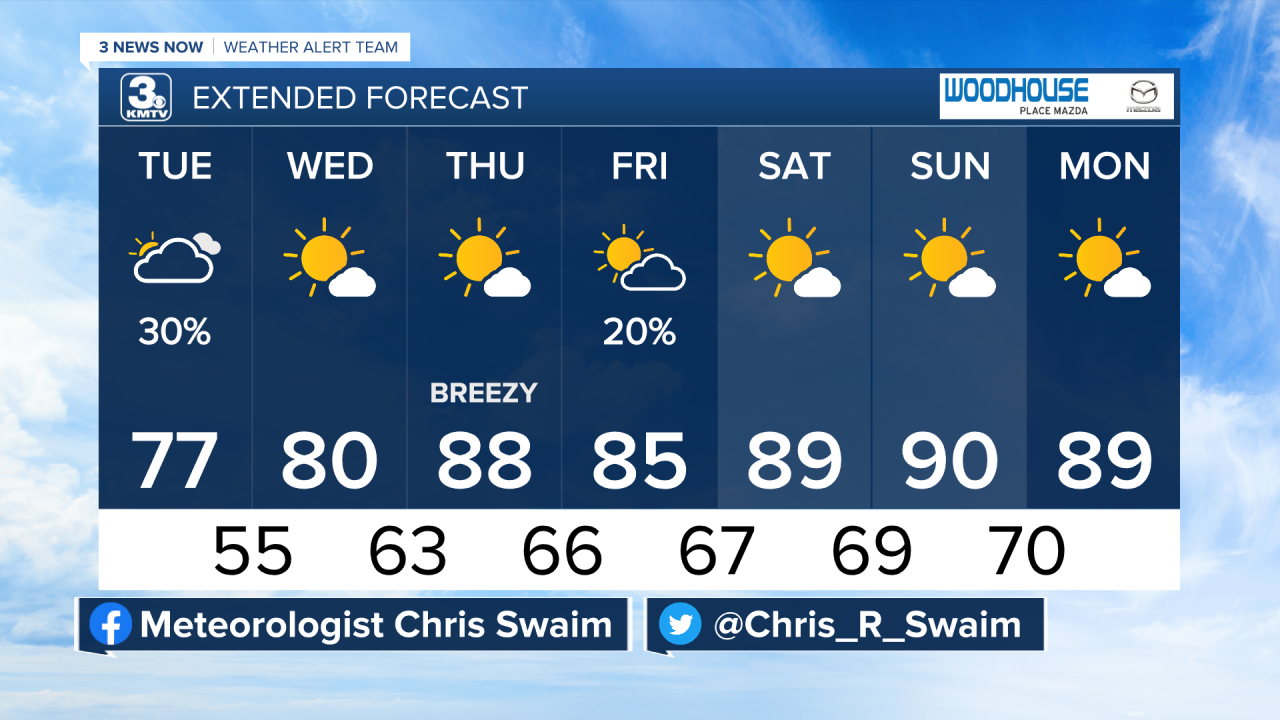 3 NEWS NOW WEATHER ALERT TEAM
3 KMTV EXTENDED FORECAST
WOODHOUSE
PLACE MAZDA
mazda
TUE WED THU FRI SAT SUN MON
30% 20%
BREEZY
77 80 88 85 89 90 89
55 63 66 67 69 70
f Meteorologist Chris Swaim @Chris_R_Swaim